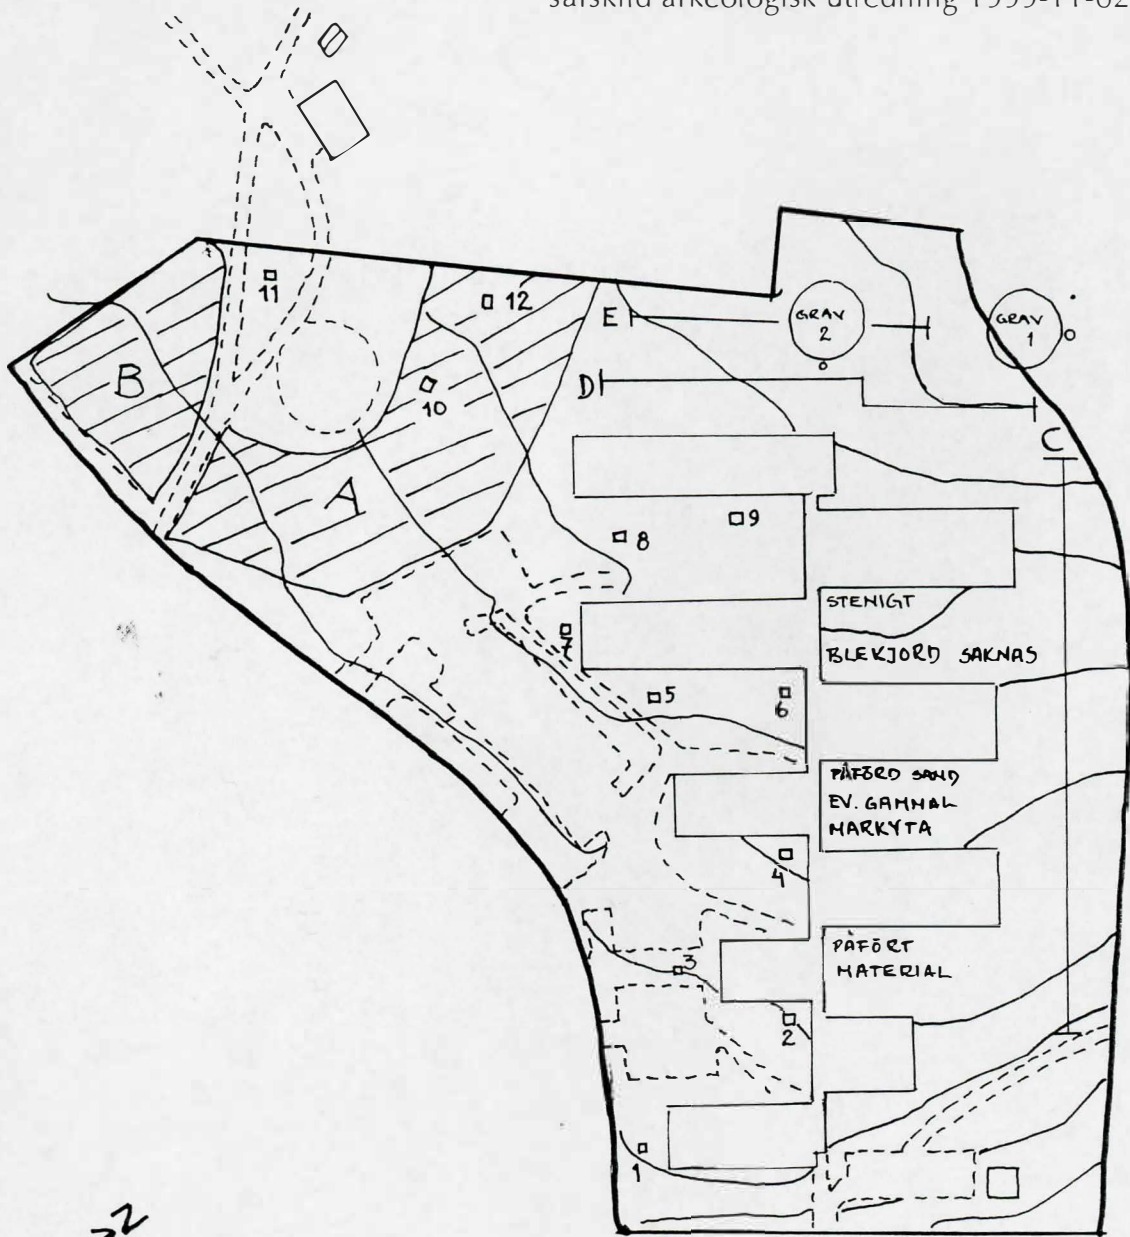 särskild arkeologisk utredning 1999-11-02
11
12
E
GRAV
2
GRAV
1
B
10
D
A
C
9
8
STENIGT
7
BLEKJORD SAKNAS
5
6
PÅFÖRD SAND
EV. GAMMAL
MARKYTA
4
PÅFÖRT
MATERIAL
3
2
1